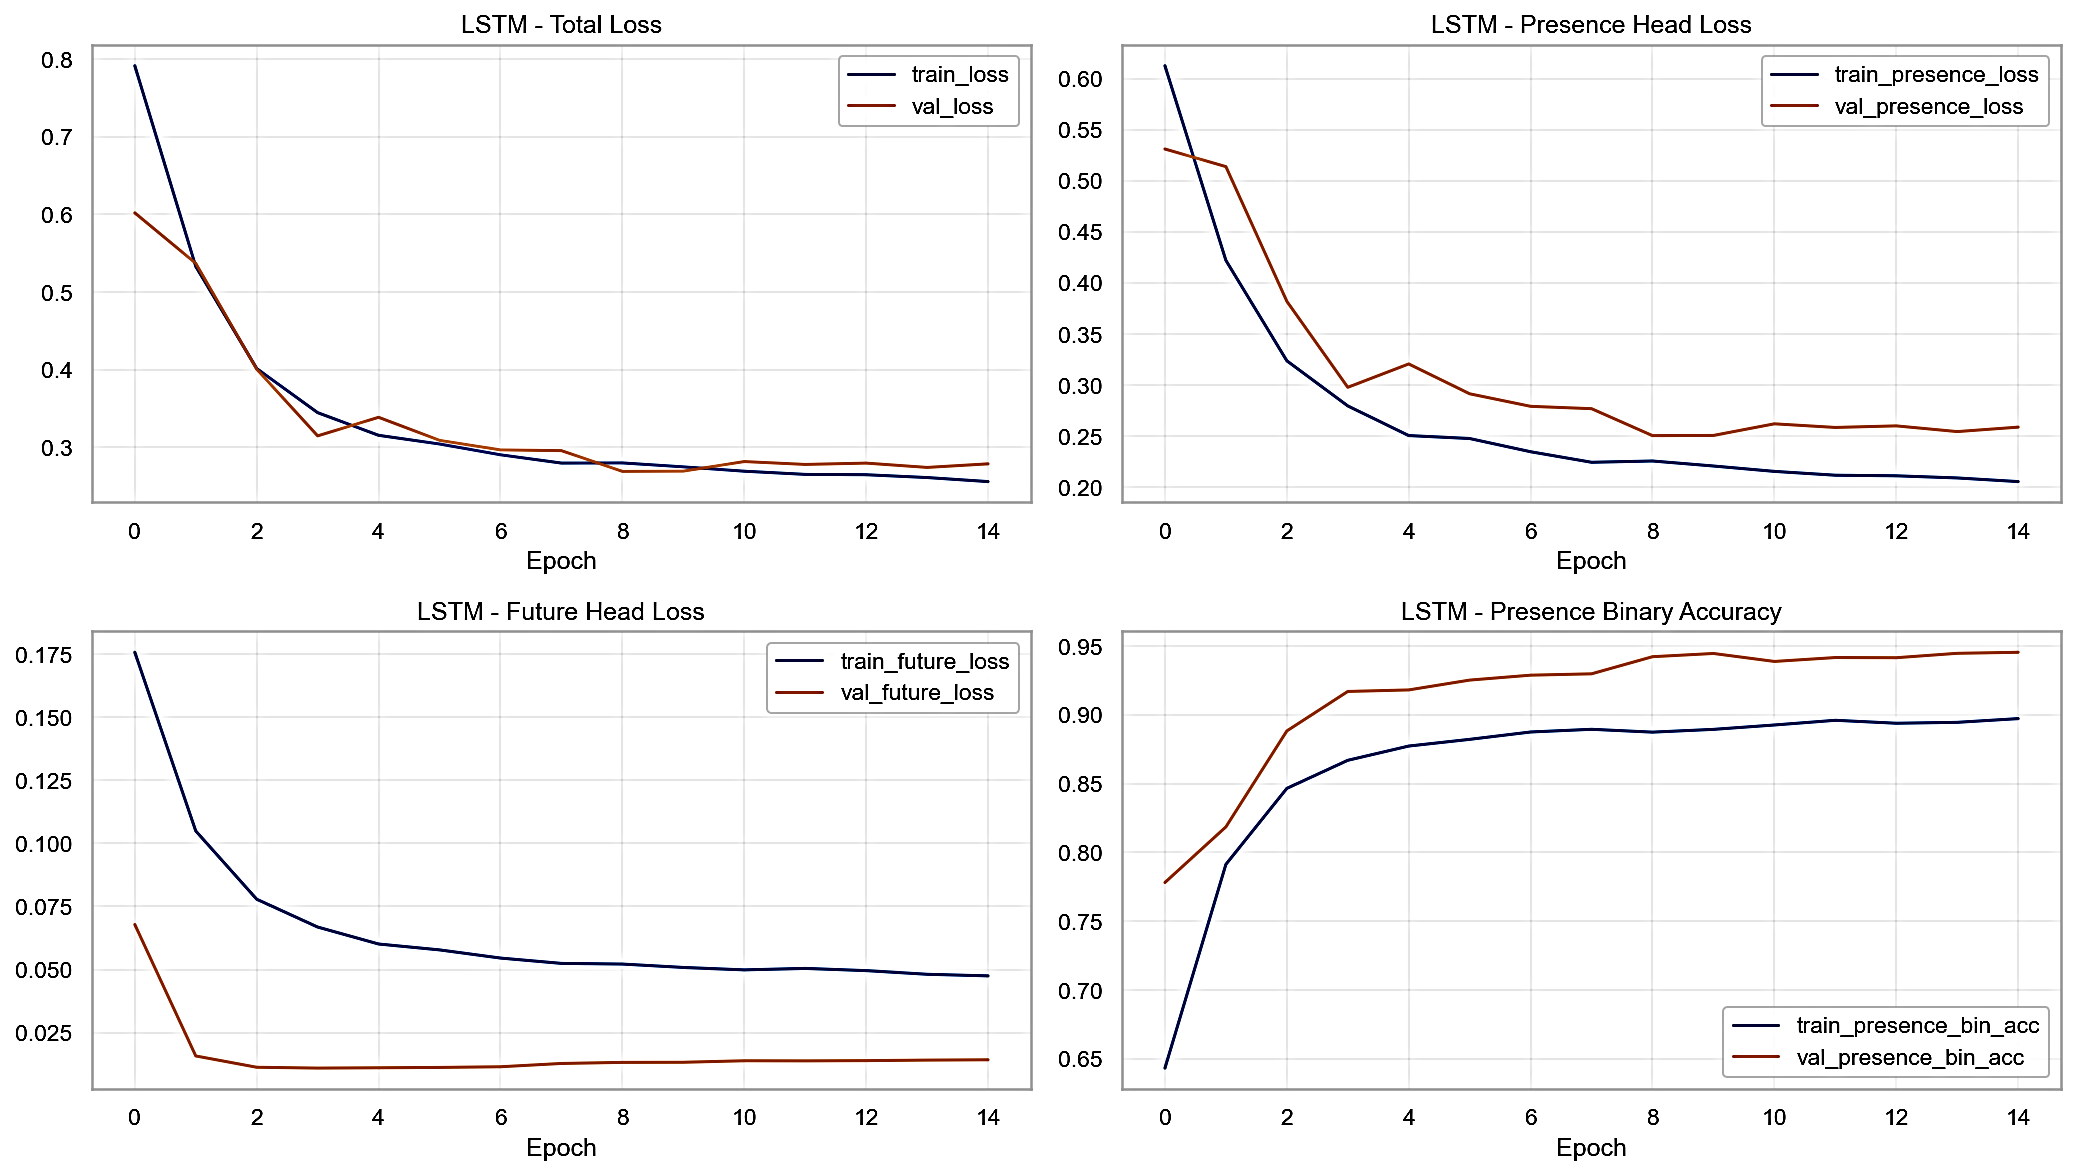 LSTM - Total Loss
0.8
0.7
0.6
0.5
0.4
0.3
train_loss
val_loss
0 2 4 6 8 10 12 14
Epoch
LSTM - Presence Head Loss
0.60
0.55
0.50
0.45
0.40
0.35
0.30
0.25
0.20
train_presence_loss
val_presence_loss
0 2 4 6 8 10 12 14
Epoch
LSTM - Future Head Loss
0.175
0.150
0.125
0.100
0.075
0.050
0.025
train_future_loss
val_future_loss
0 2 4 6 8 10 12 14
Epoch
LSTM - Presence Binary Accuracy
0.95
0.90
0.85
0.80
0.75
0.70
0.65
train_presence_bin_acc
val_presence_bin_acc
0 2 4 6 8 10 12 14
Epoch